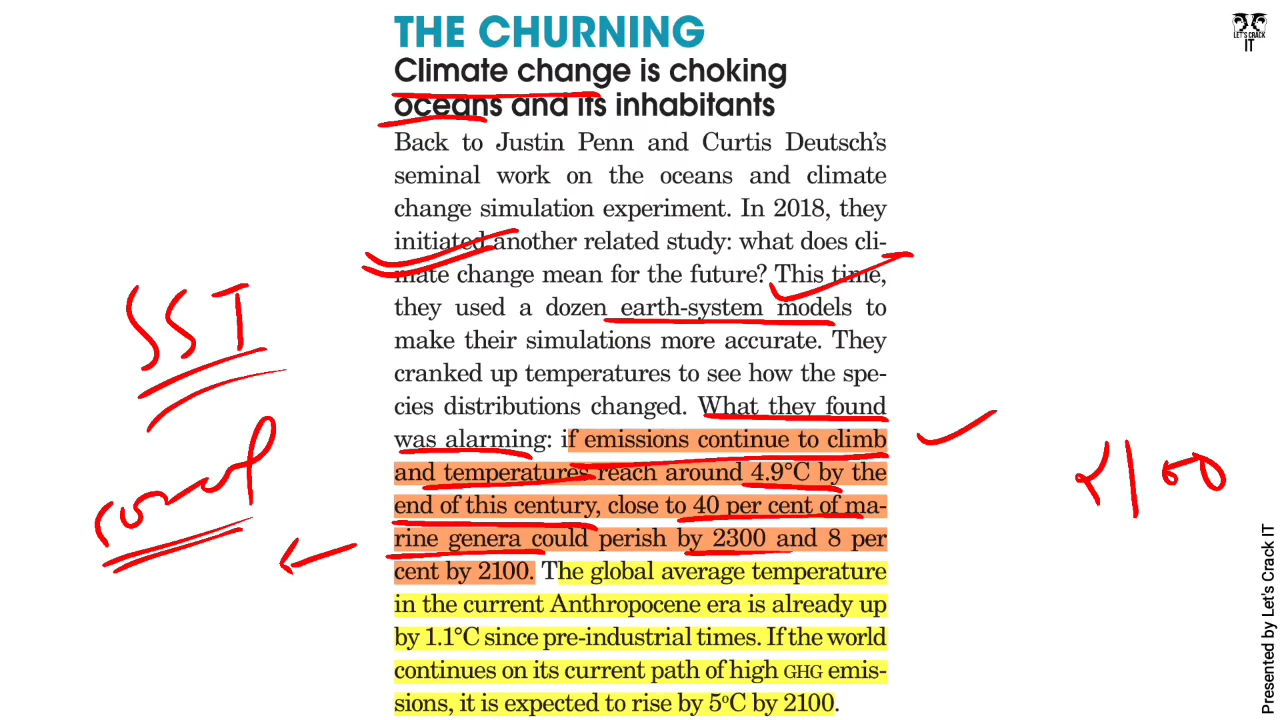 THE CHURNING
Climate change is choking
oceans and its inhabitants
Back to Justin Penn and Curtis Deutsch's
seminal work on the oceans and climate
change simulation experiment. In 2018, they
initiated another related study: what does cli-
mate change mean for the future? This time,
they used a dozen earth-system models to
make their simulations more accurate. They
cranked up temperatures to see how the spe-
cies distributions changed. What they found
was alarming: if emissions continue to climb
and temperatures reach around 4.9°C by the
end of this century, close to 40 per cent of ma-
rine genera could perish by 2300 and 8 per
cent by 2100. The global average temperature
in the current Anthropocene era is already up
by 1.1°C since pre-industrial times. If the world
continues on its current path of high GHG emis-
sions, it is expected to rise by 5°C by 2100.
SST
LET'S CRACK
IT
Presented by Let's Crack IT